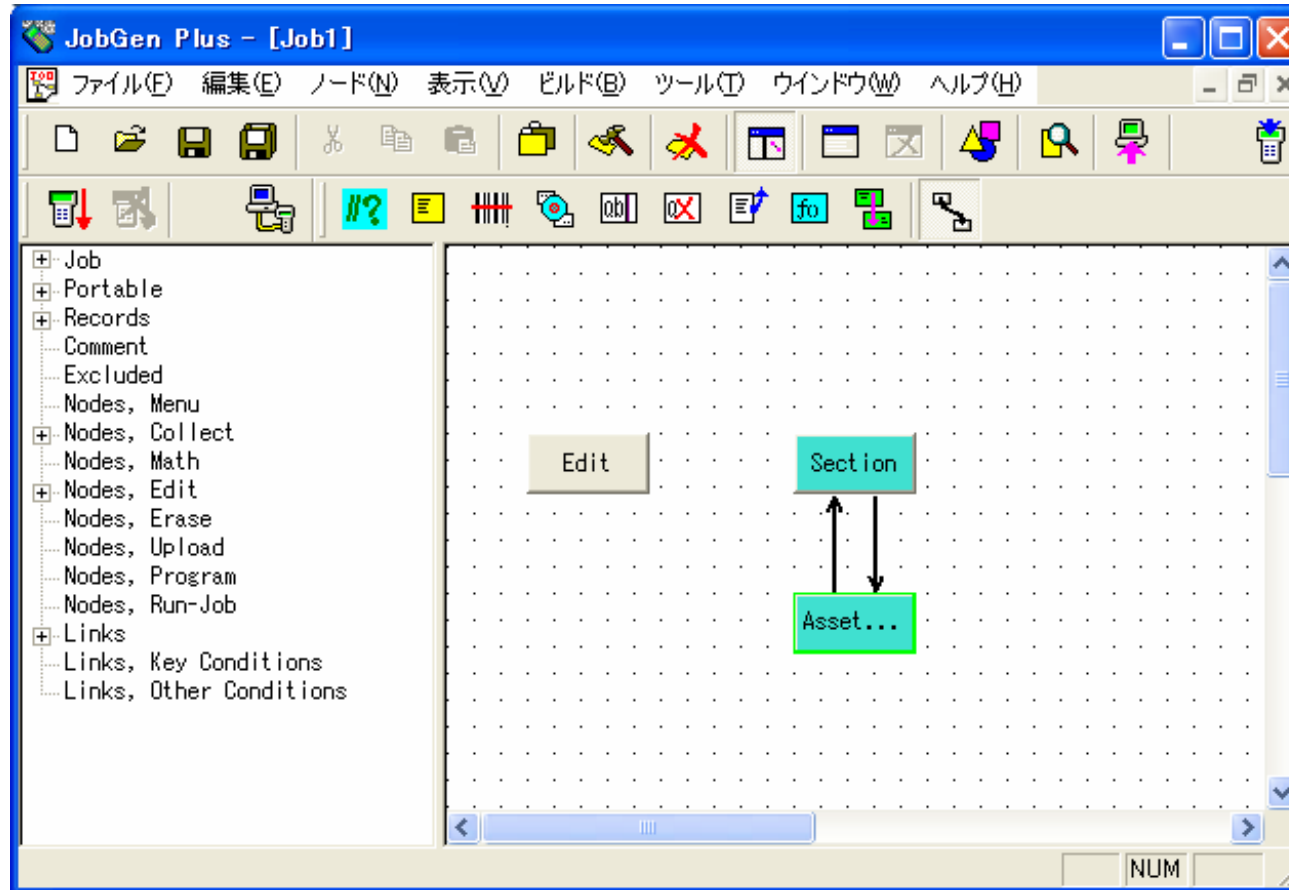 JobGen Plus - [Job1]
ファイル(F) 編集(E) ノード(N) 表示(V) ビルド(B) ツール(T) ウインドウ(W) ヘルプ(H)
//?
ab
fo
Job
Portable
Records
Comment
Excluded
Nodes, Menu
Nodes, Collect
Nodes, Math
Nodes, Edit
Nodes, Erase
Nodes, Upload
Nodes, Program
Nodes, Run-Job
Links
Links, Key Conditions
Links, Other Conditions
Edit
Section
Asset...
NUM